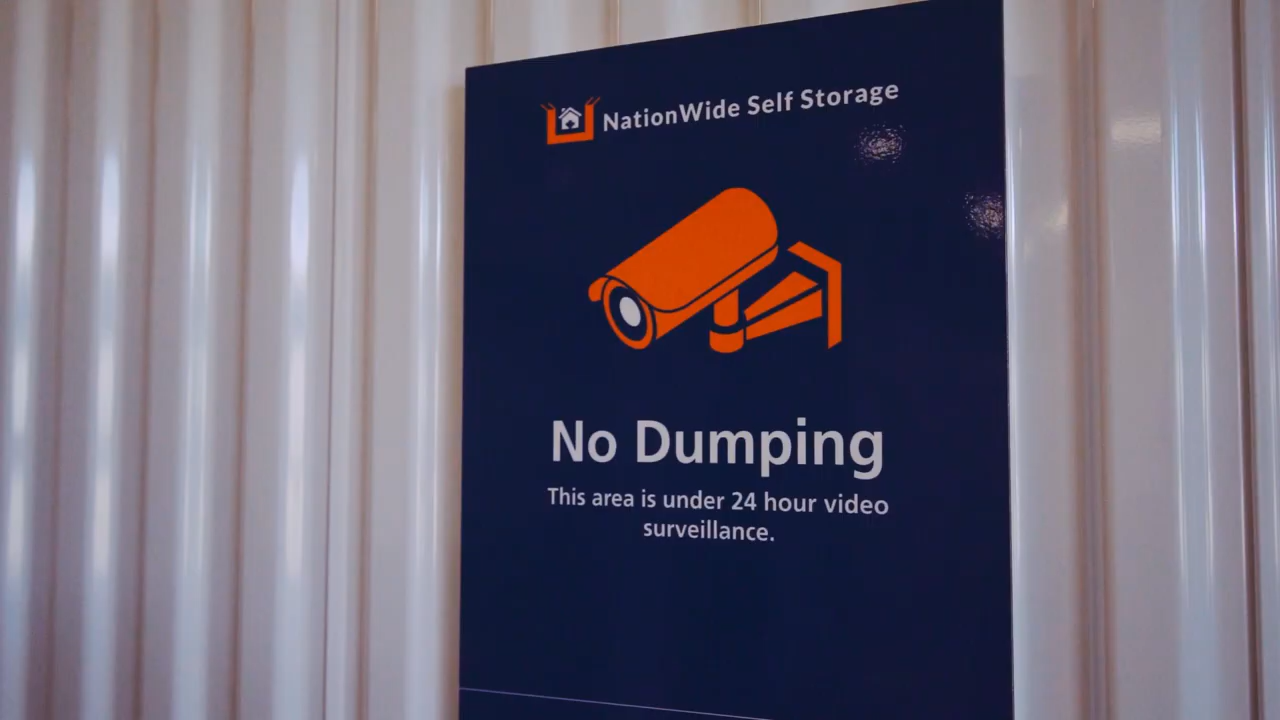 NationWide Self Storage
No Dumping
This area is under 24 hour video
surveillance.